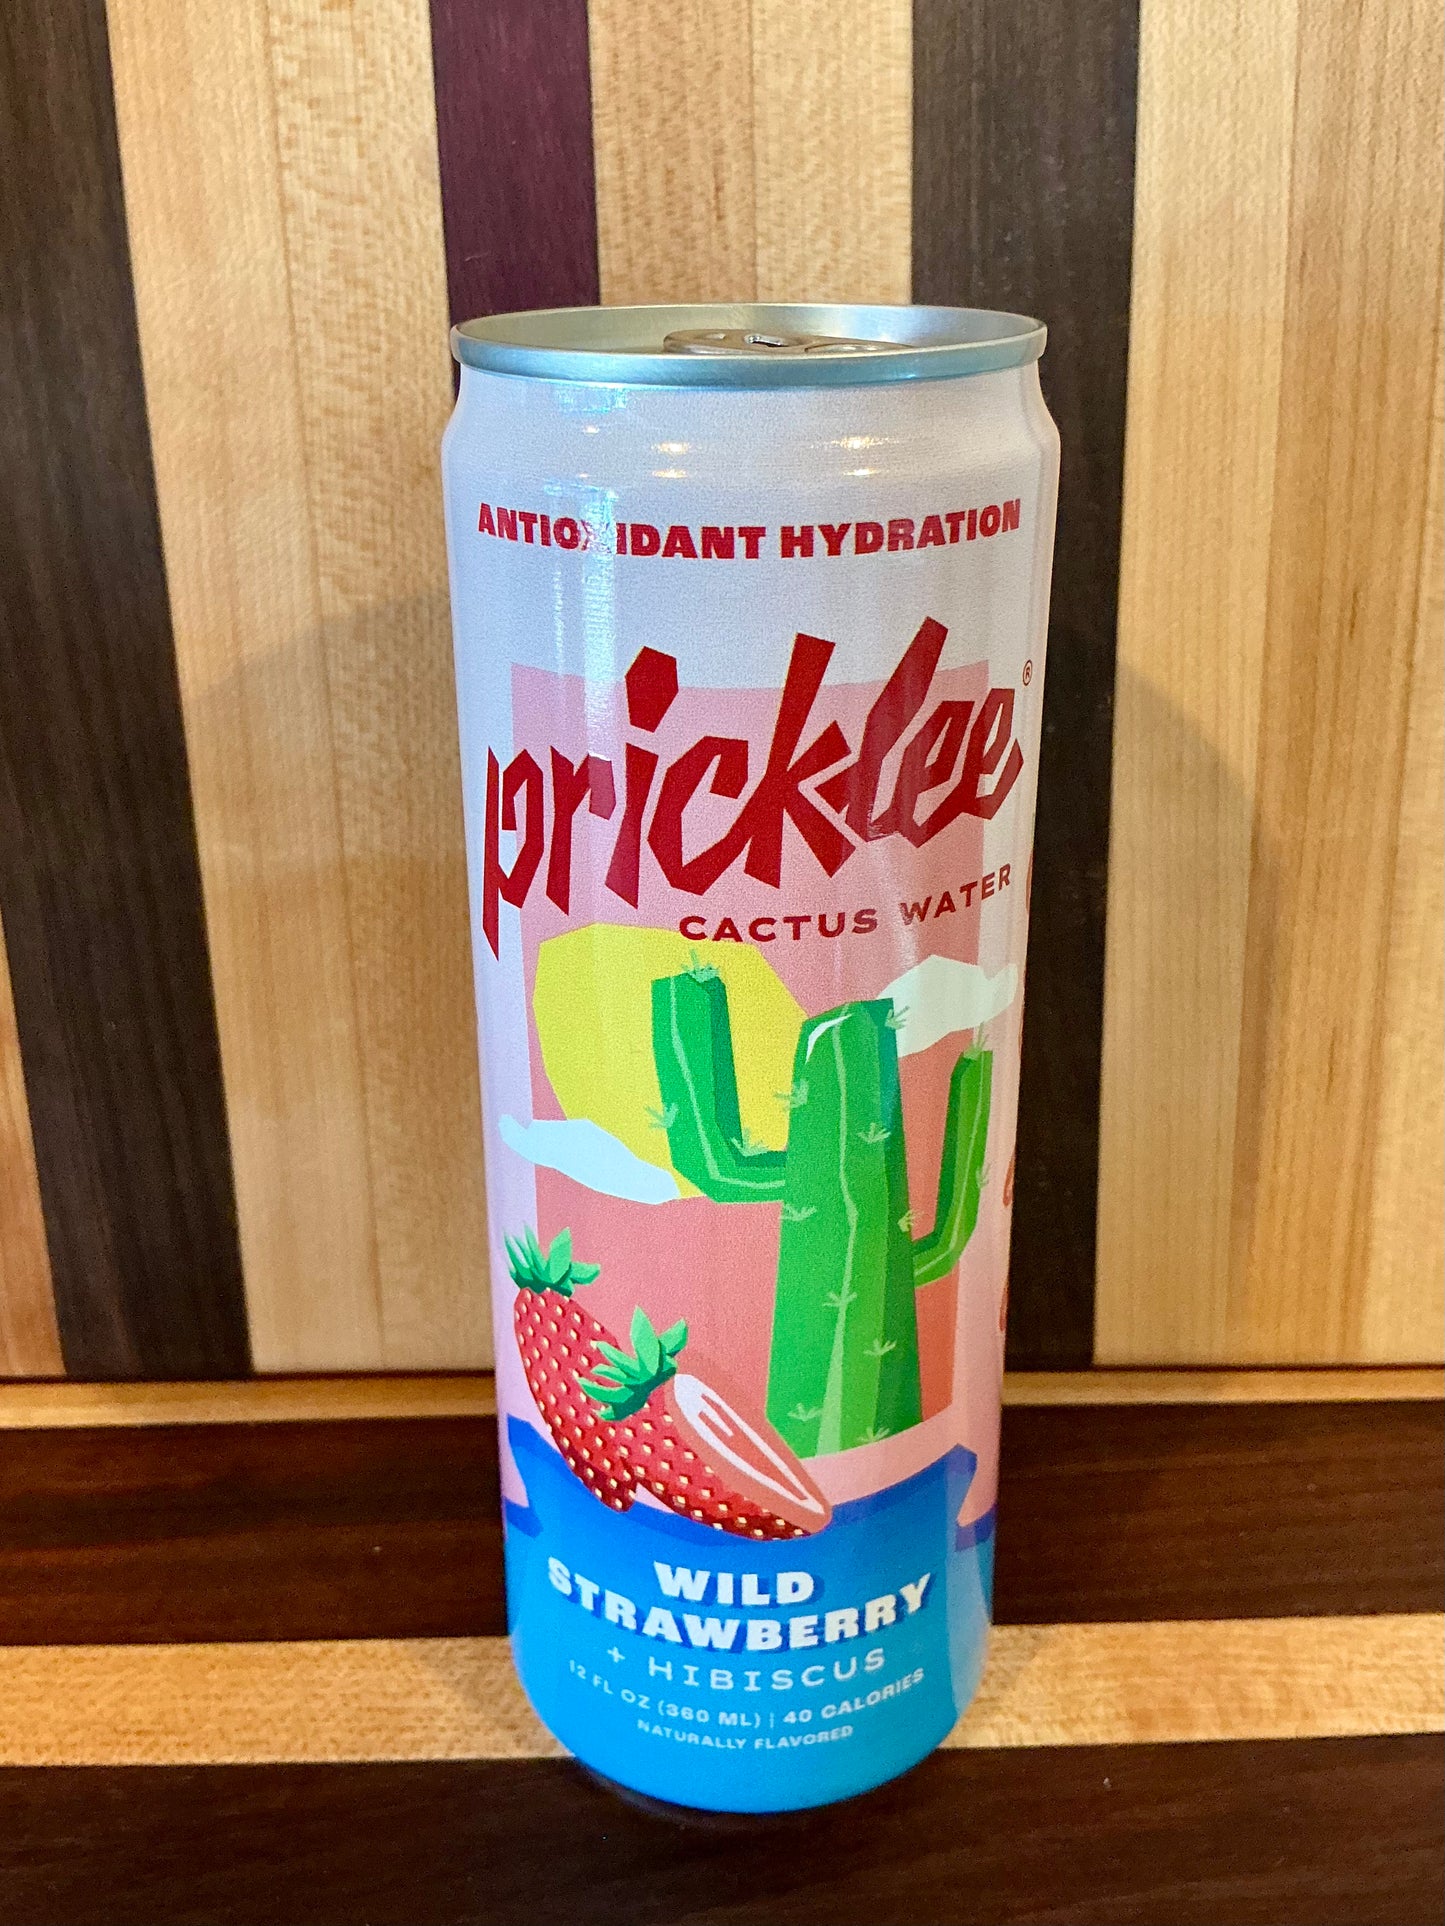 ANTIOXIDANT HYDRATION
pricklee®
CACTUS WATER
WILD
STRAWBERRY
+ HIBISCUS
12 FL OZ (360 ML) | 40 CALORIES
NATURALLY FLAVORED